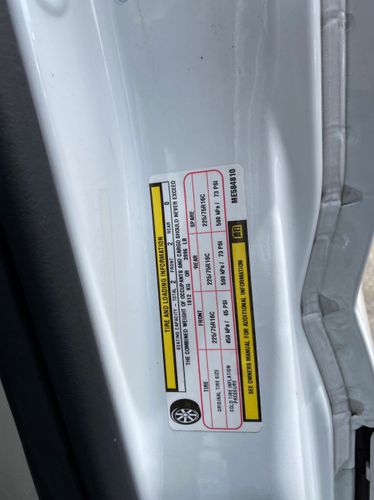 TIRE AND LOADING INFORMATION
SEATING CAPACITY - TOTAL 2 FRONT 2 REAR 0
THE COMBINED WEIGHT OF OCCUPANTS AND CARGO SHOULD NEVER EXCEED
1812 KG OR 3996 LB
TIRE FRONT REAR SPARE
ORIGINAL TIRE SIZE 225/75R16C 225/75R16C 225/75R16C
COLD TIRE INFLATION PRESSURE 450 kPa / 65 PSI 500 kPa / 73 PSI 500 kPa / 73 PSI
SEE OWNERS MANUAL FOR ADDITIONAL INFORMATION
ME584810